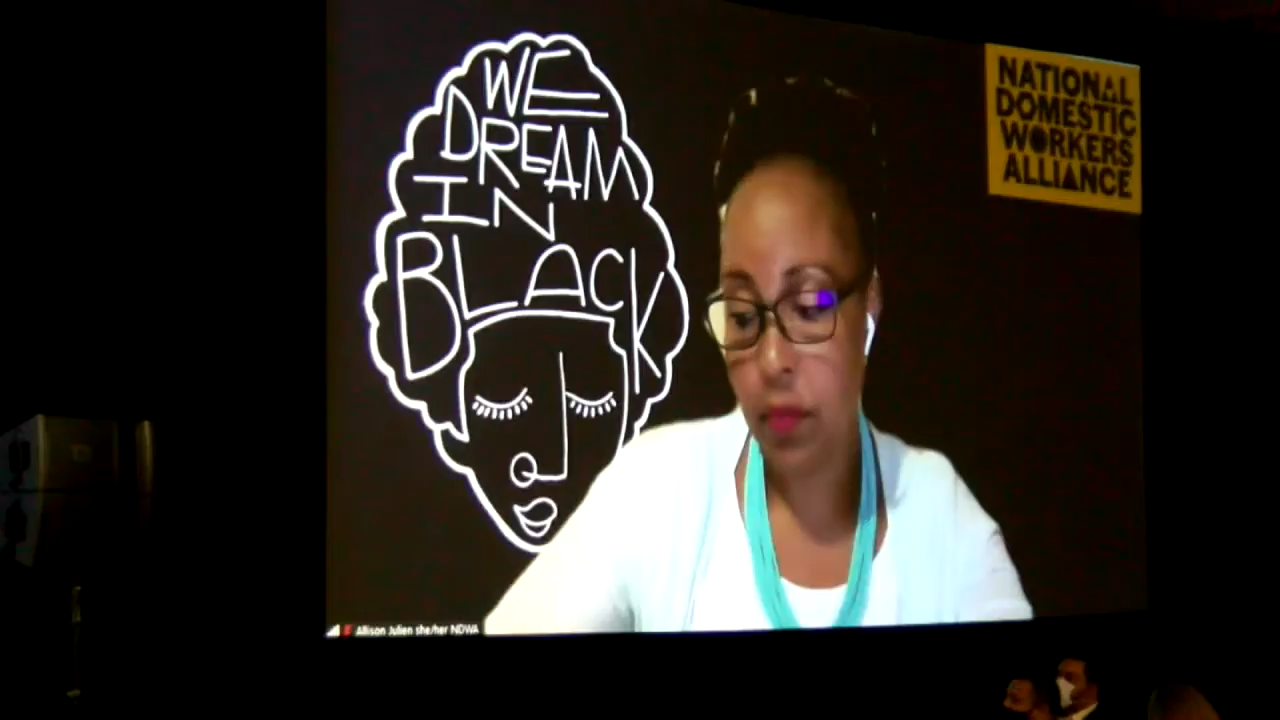 WE
DREAM
IN
BLACK
NATIONAL
DOMESTIC
WORKERS
ALLIANCE
Allison Julien she/her NDWA